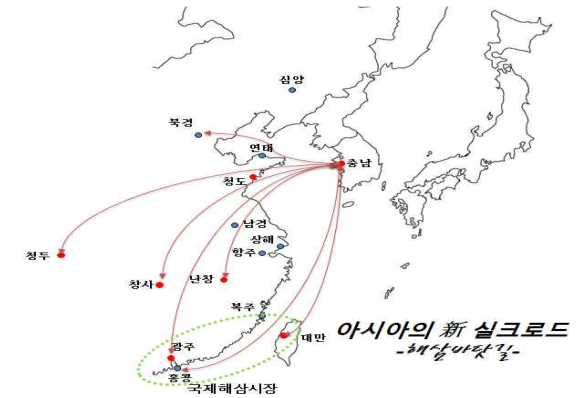 심양
북경
연태
충남
청도
남경
상해
항주
청두
창사
난창
복주
대만
광주
홍콩
국제해삼시장
아시아의 新 실크로드
-해삼바닷길-